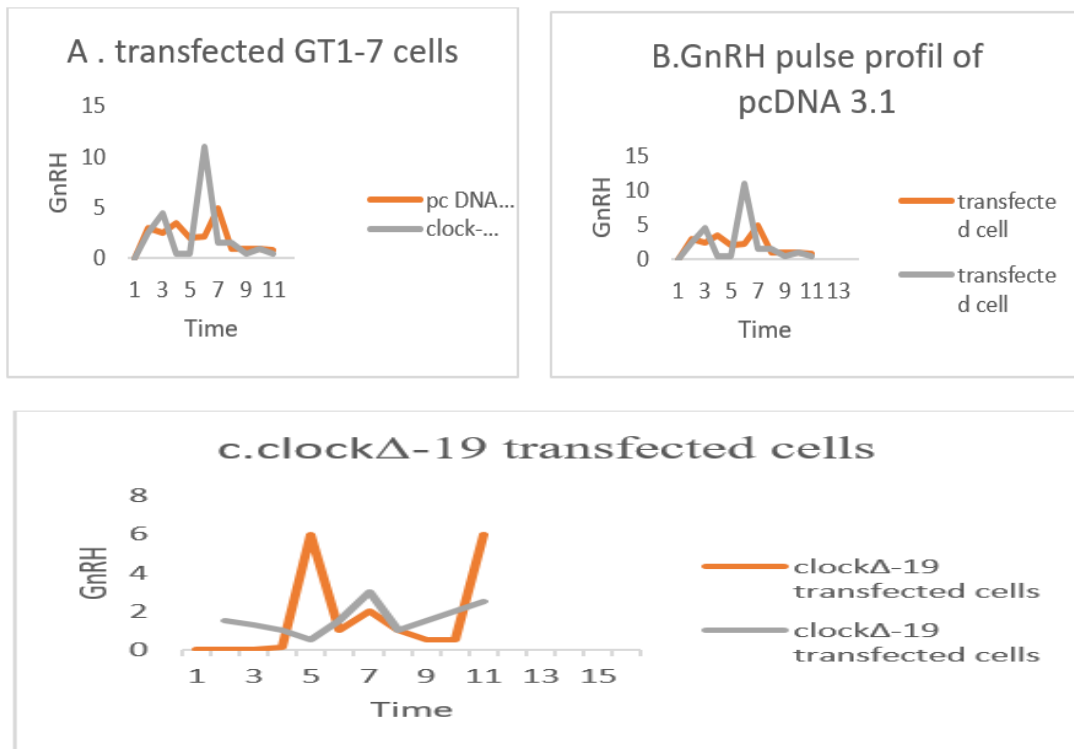 A . transfected GT1-7 cells
15
10
5
0
GnRH
1 3 5 7 9 11
Time
pc DNA...
clock-...
B.GnRH pulse profil of
pcDNA 3.1
15
10
5
0
GnRH
1 3 5 7 9 11 13
Time
transfecte
d cell
transfecte
d cell
c.clockΔ-19 transfected cells
8
6
4
2
0
GnRH
1 3 5 7 9 11 13 15
Time
clockΔ-19
transfected cells
clockΔ-19
transfected cells